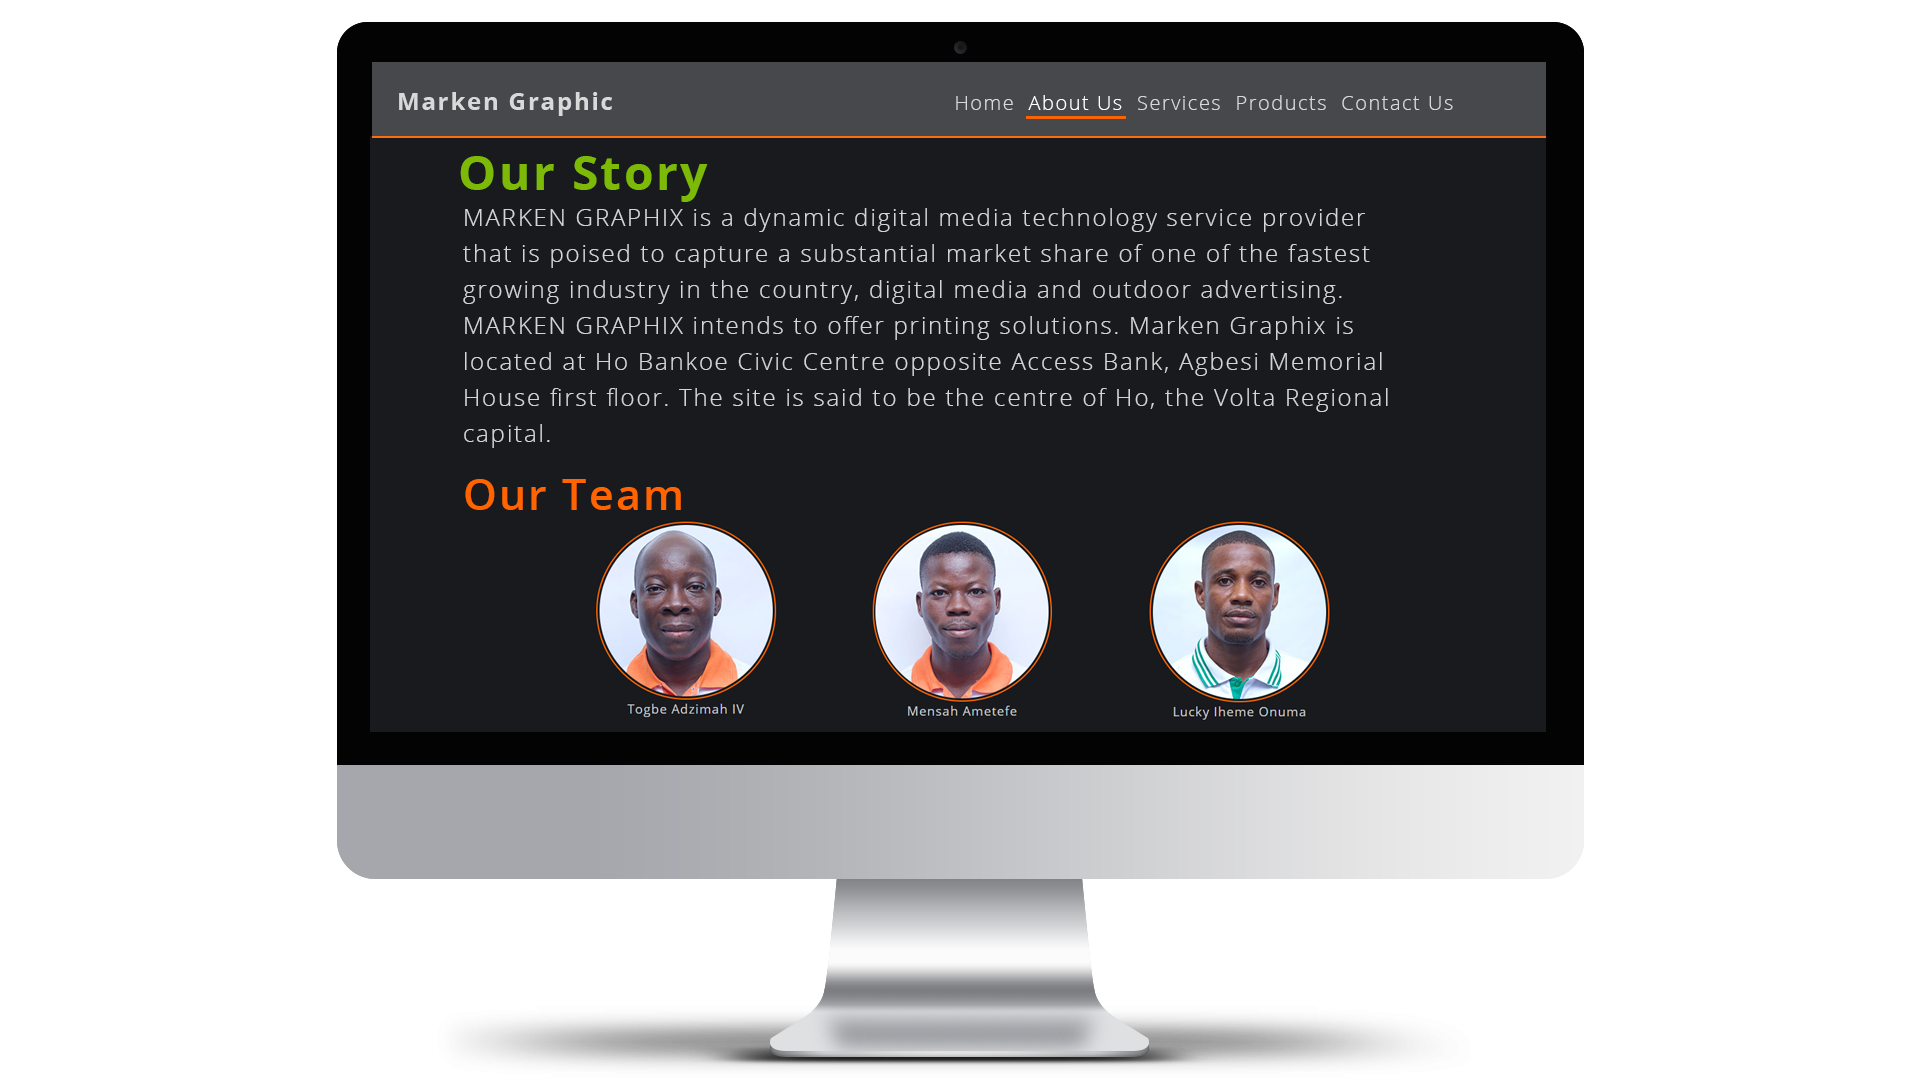 Marken Graphic
Home About Us Services Products Contact Us
Our Story
MARKEN GRAPHIX is a dynamic digital media technology service provider
that is poised to capture a substantial market share of one of the fastest
growing industry in the country, digital media and outdoor advertising.
MARKEN GRAPHIX intends to offer printing solutions. Marken Graphix is
located at Ho Bankoe Civic Centre opposite Access Bank, Agbesi Memorial
House first floor. The site is said to be the centre of Ho, the Volta Regional
capital.
Our Team
Togbe Adzimah IV
Mensah Ametefe
Lucky Iheme Onuma